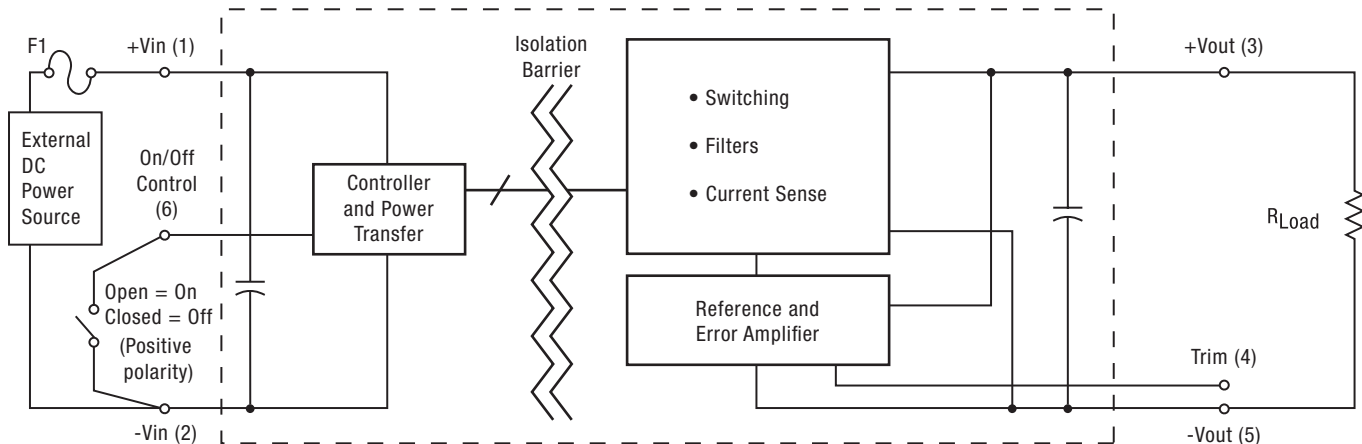 F1
+Vin (1)
External
DC
Power
Source
On/Off
Control
(6)
Open = On
Closed = Off
(Positive
polarity)
-Vin (2)
Controller
and Power
Transfer
Isolation
Barrier
• Switching
• Filters
• Current Sense
Reference and
Error Amplifier
+Vout (3)
RLoad
Trim (4)
-Vout (5)